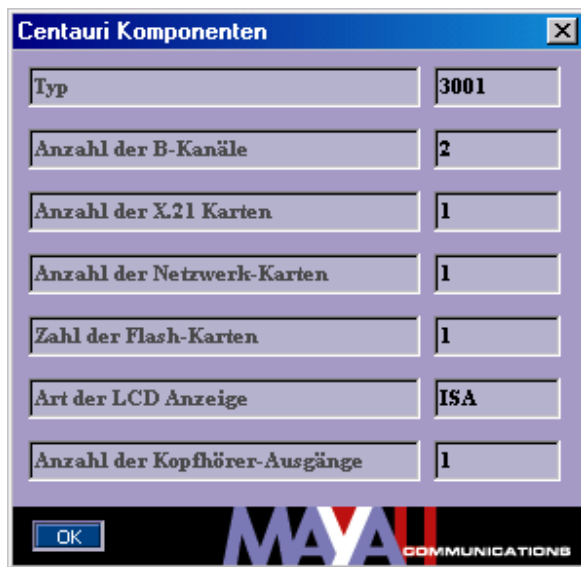 Centauri Komponenten
Typ 3001
Anzahl der B-Kanäle 2
Anzahl der X.21 Karten 1
Anzahl der Netzwerk-Karten 1
Zahl der Flash-Karten 1
Art der LCD Anzeige ISA
Anzahl der Kopfhörer-Ausgänge 1
OK
MAYAH
COMMUNICATIONS